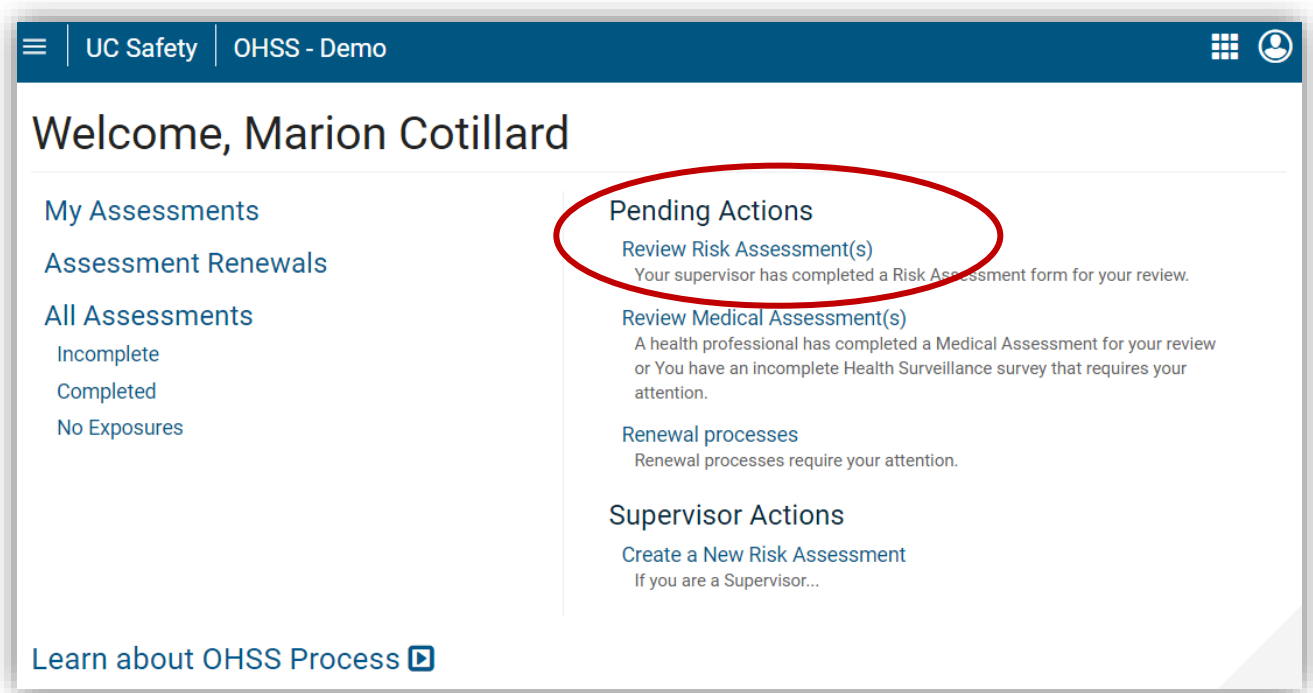 UC Safety OHSS - Demo
Welcome, Marion Cotillard
My Assessments
Assessment Renewals
All Assessments
Incomplete
Completed
No Exposures
Pending Actions
Review Risk Assessment(s)
Your supervisor has completed a Risk Assessment form for your review.
Review Medical Assessment(s)
A health professional has completed a Medical Assessment for your review
or You have an incomplete Health Surveillance survey that requires your
attention.
Renewal processes
Renewal processes require your attention.
Supervisor Actions
Create a New Risk Assessment
If you are a Supervisor...
Learn about OHSS Process